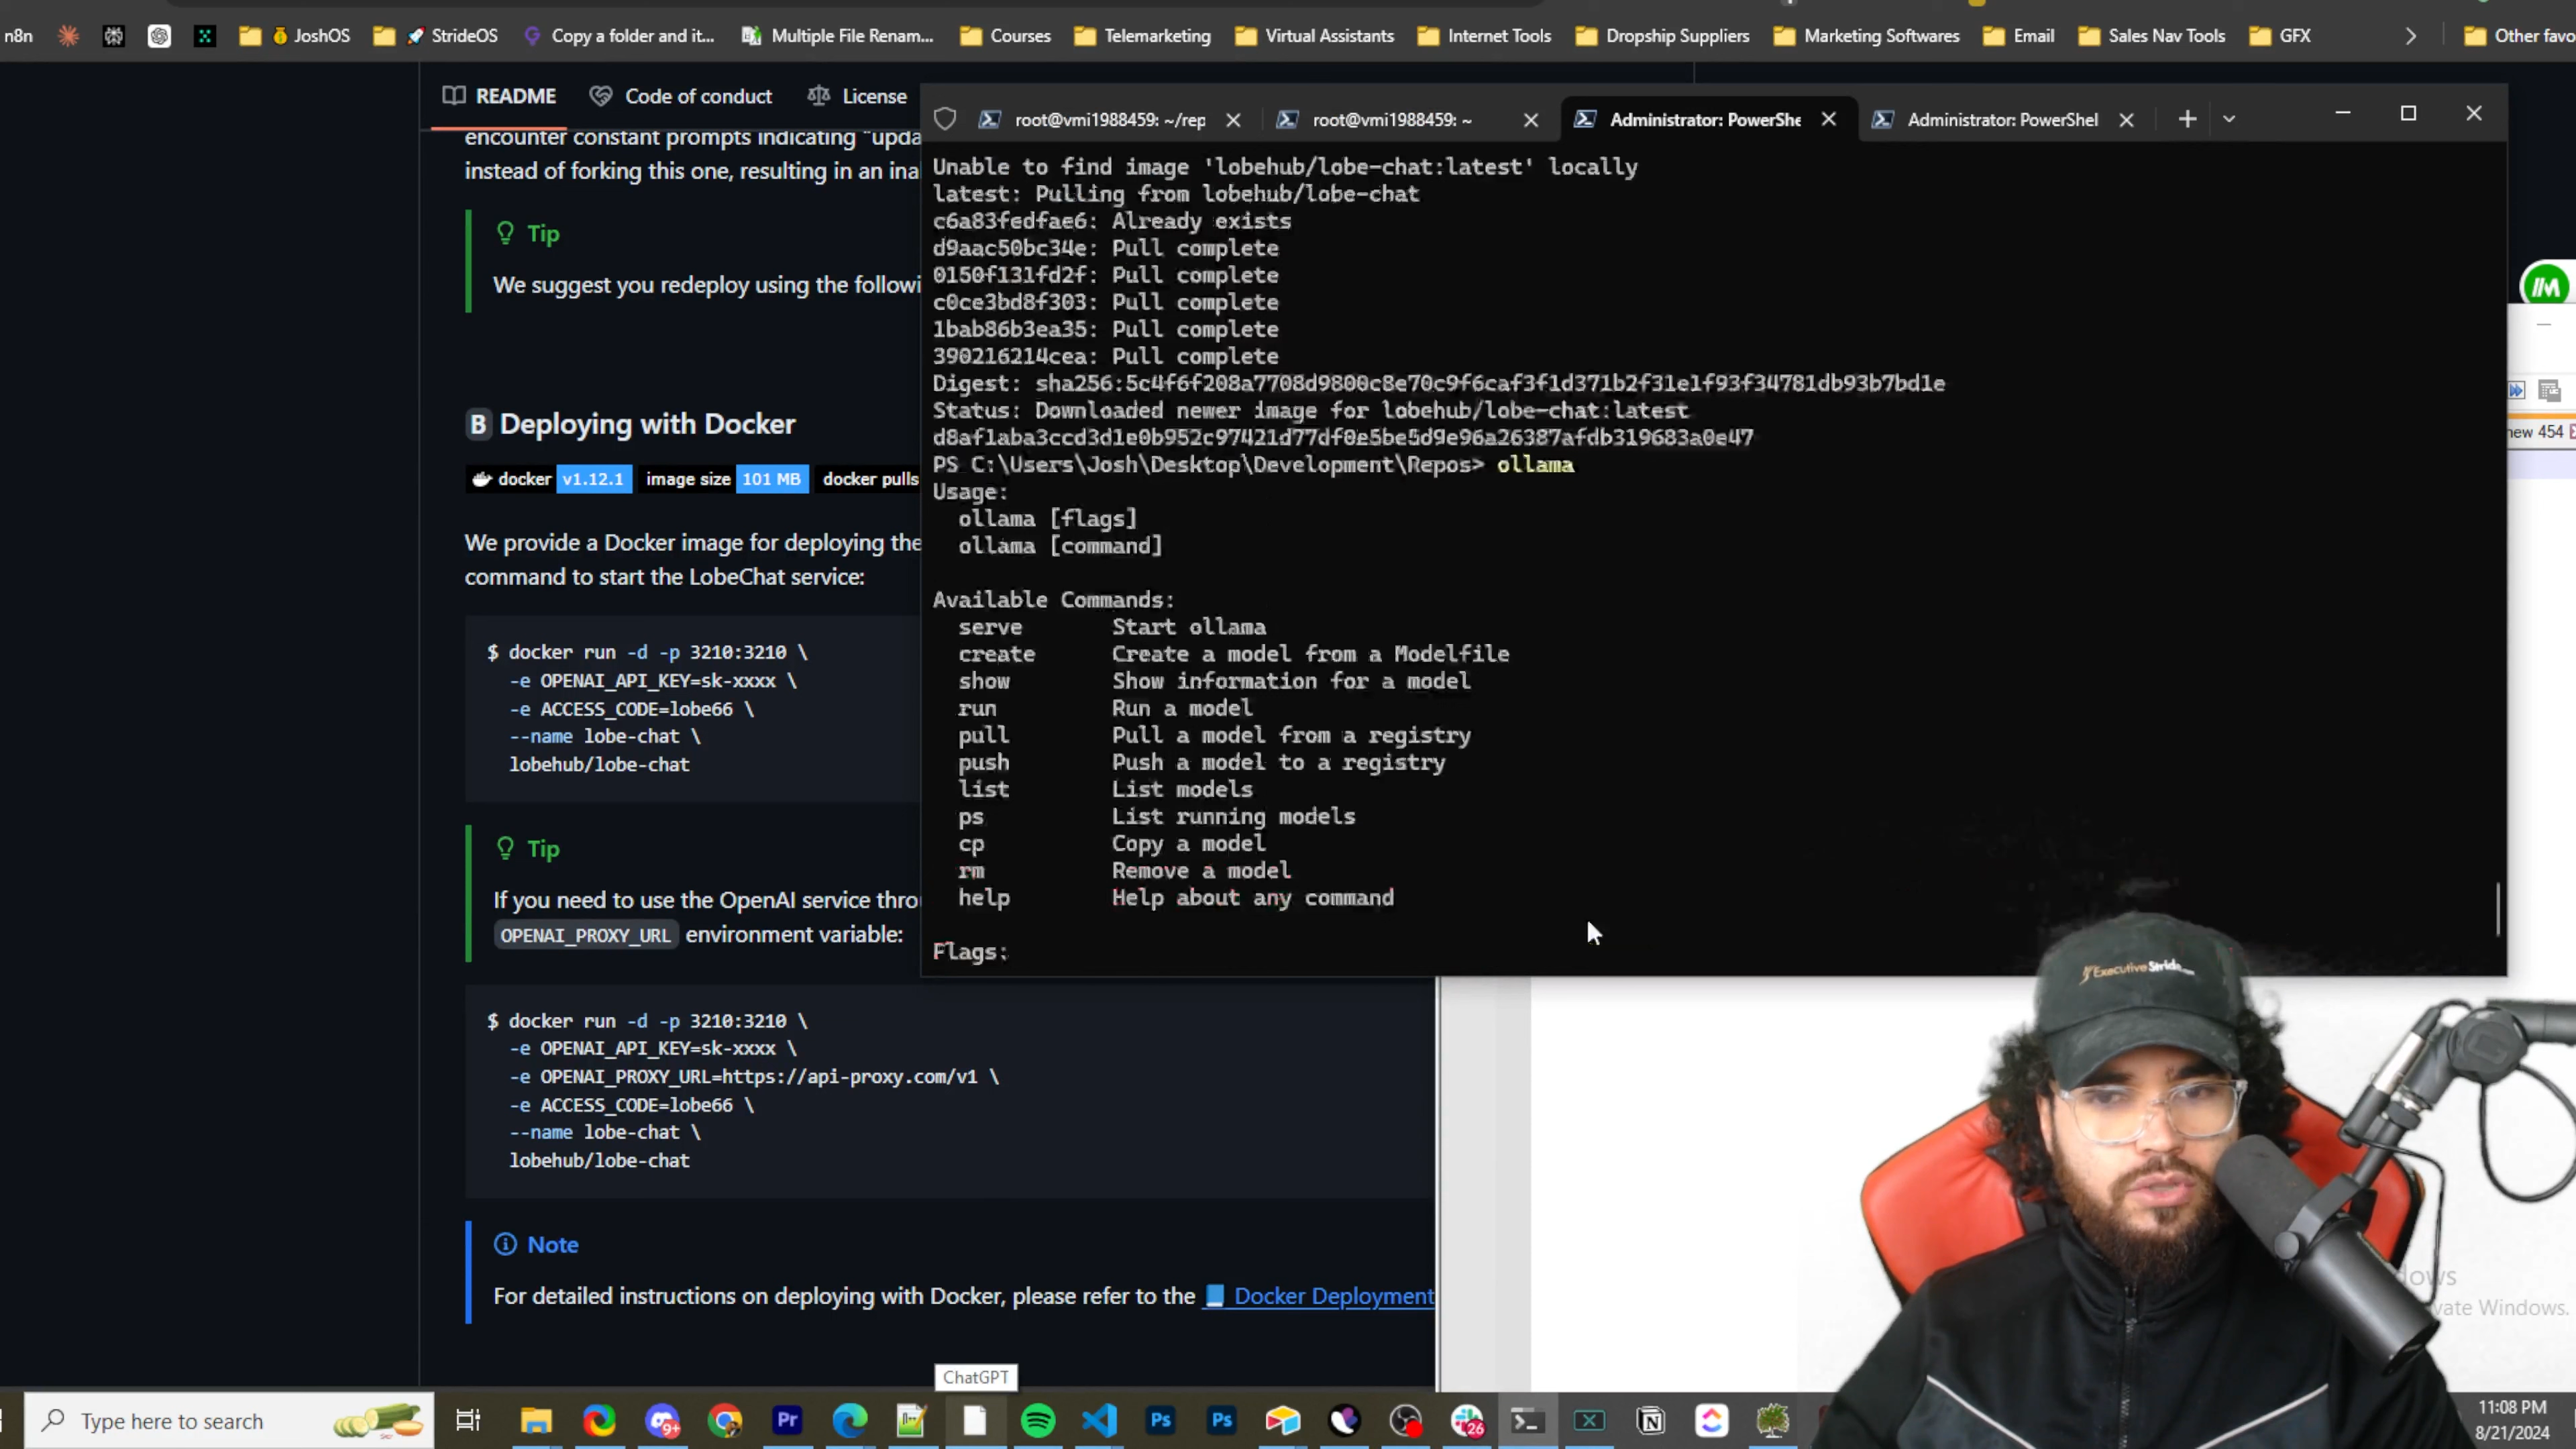 n8n JoshOS StrideOS Copy a folder and it... Multiple File Renam... Courses Telemarketing Virtual Assistants Internet Tools Dropship Suppliers Marketing Softwares Email Sales Nav Tools GFX Other favo
README Code of conduct License
encounter constant prompts indicating "upda
instead of forking this one, resulting in an ina
Tip
We suggest you redeploy using the followi
B Deploying with Docker
docker v1.12.1 image size 101 MB docker pulls
We provide a Docker image for deploying the
command to start the LobeChat service:
$ docker run -d -p 3210:3210 \
-e OPENAI_API_KEY=sk-xxxx \
-e ACCESS_CODE=lobe66 \
--name lobe-chat \
lobehub/lobe-chat
Tip
If you need to use the OpenAI service throu
OPENAI_PROXY_URL environment variable:
$ docker run -d -p 3210:3210 \
-e OPENAI_API_KEY=sk-xxxx \
-e OPENAI_PROXY_URL=https://api-proxy.com/v1 \
-e ACCESS_CODE=lobe66 \
--name lobe-chat \
lobehub/lobe-chat
Note
For detailed instructions on deploying with Docker, please refer to the Docker Deployment
root@vmi1988459: ~/rep root@vmi1988459: ~ Administrator: PowerShe Administrator: PowerShel
Unable to find image 'lobehub/lobe-chat:latest' locally
latest: Pulling from lobehub/lobe-chat
c6a83fedfae6: Already exists
d9aac50bc34e: Pull complete
0150f131fd2f: Pull complete
c0ce3bd8f303: Pull complete
1bab86b3ea35: Pull complete
390216214cea: Pull complete
Digest: sha256:5c4f6f208a7708d9800c8e70c9f6caf3f1d371b2f31e1f93f34781db93b7bd1e
Status: Downloaded newer image for lobehub/lobe-chat:latest
d8af1aba3ccd3d1e0b952c97421d77df0e5be5d9e96a26387afdb319683a0e47
PS C:\Users\Josh\Desktop\Development\Repos> ollama
Usage:
ollama [flags]
ollama [command]
Available Commands:
serve Start ollama
create Create a model from a Modelfile
show Show information for a model
run Run a model
pull Pull a model from a registry
push Push a model to a registry
list List models
ps List running models
cp Copy a model
rm Remove a model
help Help about any command
Flags:
new 454
ExecutiveStride.com
dows
vate Windows.
ChatGPT
Type here to search
9+
Pr
Ps
Ps
26
11:08 PM
8/21/2024